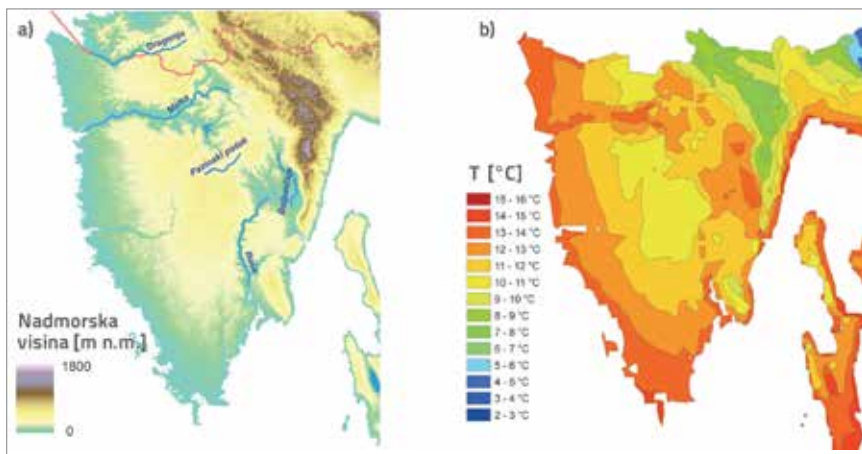 a)
Dragonja
Mirna
Pazinski potok
Raša
Nadmorska
visina [m n.m.]
1800
0
b)
T [°C]
15 - 16 °C
14 - 15 °C
13 - 14 °C
12 - 13 °C
11 - 12 °C
10 - 11 °C
9 - 10 °C
8 - 9 °C
7 - 8 °C
6 - 7 °C
5 - 6 °C
4 - 5 °C
3 - 4 °C
2 - 3 °C